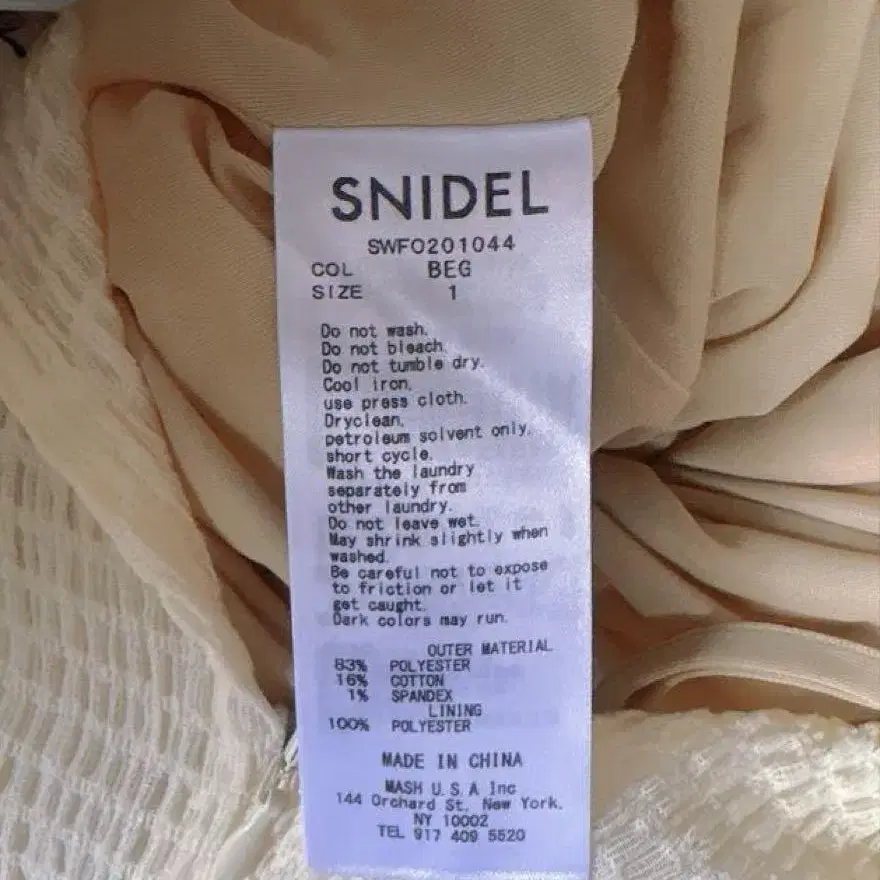 SNIDEL
SWFO201044
COL BEG
SIZE 1
Do not wash.
Do not bleach.
Do not tumble dry.
Cool iron.
use press cloth.
Dryclean.
petroleum solvent only.
short cycle.
Wash the laundry
separately from
other laundry.
Do not leave wet.
May shrink slightly when
washed.
Be careful not to expose
to friction or let it
get caught.
Dark colors may run.
OUTER MATERIAL
83% POLYESTER
16% COTTON
1% SPANDEX
LINING
100% POLYESTER
MADE IN CHINA
MASH U.S.A Inc
144 Orchard St. New York.
NY 10002
TEL 917 409 5520